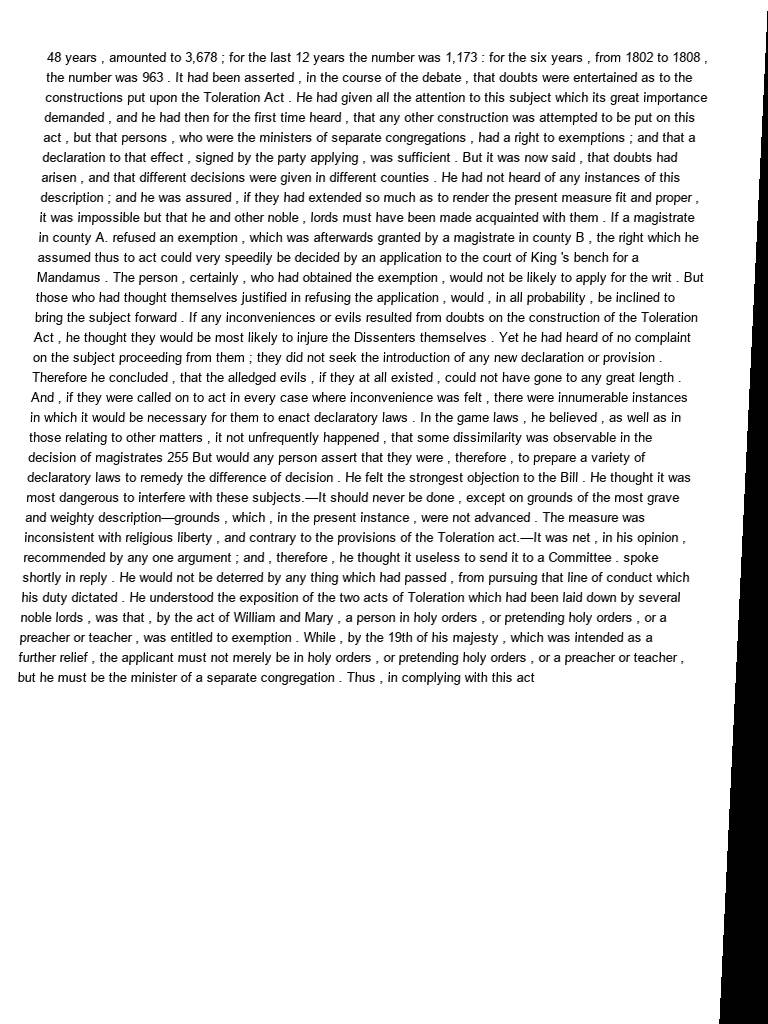 48 years , amounted to 3,678 ; for the last 12 years the number was 1,173 : for the six years , from 1802 to 1808 ,
the number was 963 . It had been asserted , in the course of the debate , that doubts were entertained as to the
constructions put upon the Toleration Act . He had given all the attention to this subject which its great importance
demanded , and he had then for the first time heard , that any other construction was attempted to be put on this
act , but that persons , who were the ministers of separate congregations , had a right to exemptions ; and that a
declaration to that effect , signed by the party applying , was sufficient . But it was now said , that doubts had
arisen , and that different decisions were given in different counties . He had not heard of any instances of this
description ; and he was assured , if they had extended so much as to render the present measure fit and proper ,
it was impossible but that he and other noble , lords must have been made acquainted with them . If a magistrate
in county A. refused an exemption , which was afterwards granted by a magistrate in county B , the right which he
assumed thus to act could very speedily be decided by an application to the court of King 's bench for a
Mandamus . The person , certainly , who had obtained the exemption , would not be likely to apply for the writ . But
those who had thought themselves justified in refusing the application , would , in all probability , be inclined to
bring the subject forward . If any inconveniences or evils resulted from doubts on the construction of the Toleration
Act , he thought they would be most likely to injure the Dissenters themselves . Yet he had heard of no complaint
on the subject proceeding from them ; they did not seek the introduction of any new declaration or provision .
Therefore he concluded , that the alledged evils , if they at all existed , could not have gone to any great length .
And , if they were called on to act in every case where inconvenience was felt , there were innumerable instances
in which it would be necessary for them to enact declaratory laws . In the game laws , he believed , as well as in
those relating to other matters , it not unfrequently happened , that some dissimilarity was observable in the
decision of magistrates 255 But would any person assert that they were , therefore , to prepare a variety of
declaratory laws to remedy the difference of decision . He felt the strongest objection to the Bill . He thought it was
most dangerous to interfere with these subjects.—It should never be done , except on grounds of the most grave
and weighty description—grounds , which , in the present instance , were not advanced . The measure was
inconsistent with religious liberty , and contrary to the provisions of the Toleration act.—It was net , in his opinion ,
recommended by any one argument ; and , therefore , he thought it useless to send it to a Committee . spoke
shortly in reply . He would not be deterred by any thing which had passed , from pursuing that line of conduct which
his duty dictated . He understood the exposition of the two acts of Toleration which had been laid down by several
noble lords , was that , by the act of William and Mary , a person in holy orders , or pretending holy orders , or a
preacher or teacher , was entitled to exemption . While , by the 19th of his majesty , which was intended as a
further relief , the applicant must not merely be in holy orders , or pretending holy orders , or a preacher or teacher ,
but he must be the minister of a separate congregation . Thus , in complying with this act